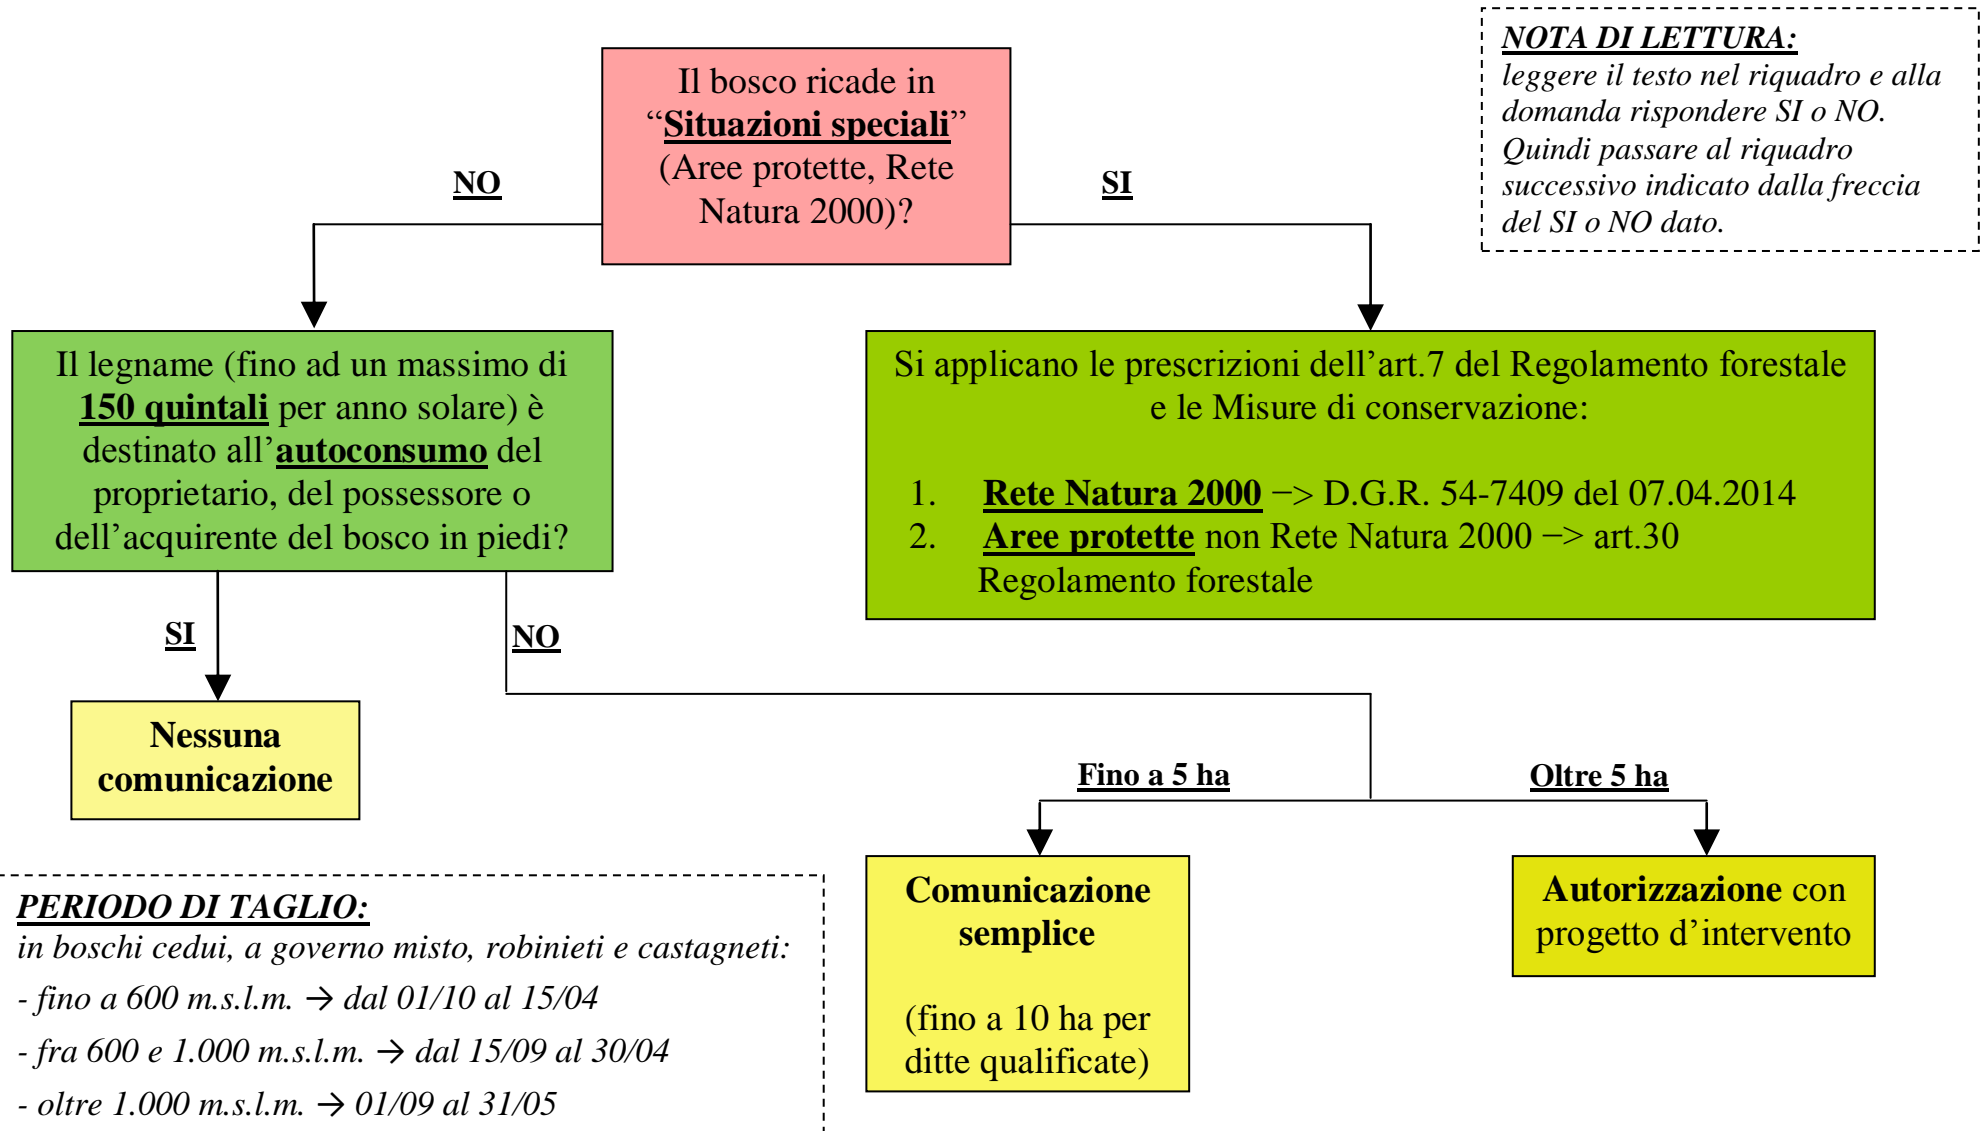 Il bosco ricade in
“Situazioni speciali”
(Aree protette, Rete
Natura 2000)?
NOTA DI LETTURA:
leggere il testo nel riquadro e alla
domanda rispondere SI o NO.
Quindi passare al riquadro
successivo indicato dalla freccia
del SI o NO dato.
NO
SI
Il legname (fino ad un massimo di
150 quintali per anno solare) è
destinato all’autoconsumo del
proprietario, del possessore o
dell’acquirente del bosco in piedi?
Si applicano le prescrizioni dell’art.7 del Regolamento forestale
e le Misure di conservazione:
1. Rete Natura 2000 −> D.G.R. 54-7409 del 07.04.2014
2. Aree protette non Rete Natura 2000 −> art.30
Regolamento forestale
SI
NO
Nessuna
comunicazione
Fino a 5 ha
Oltre 5 ha
Comunicazione
semplice
(fino a 10 ha per
ditte qualificate)
Autorizzazione con
progetto d’intervento
PERIODO DI TAGLIO:
in boschi cedui, a governo misto, robinieti e castagneti:
- fino a 600 m.s.l.m. → dal 01/10 al 15/04
- fra 600 e 1.000 m.s.l.m. → dal 15/09 al 30/04
- oltre 1.000 m.s.l.m. → 01/09 al 31/05